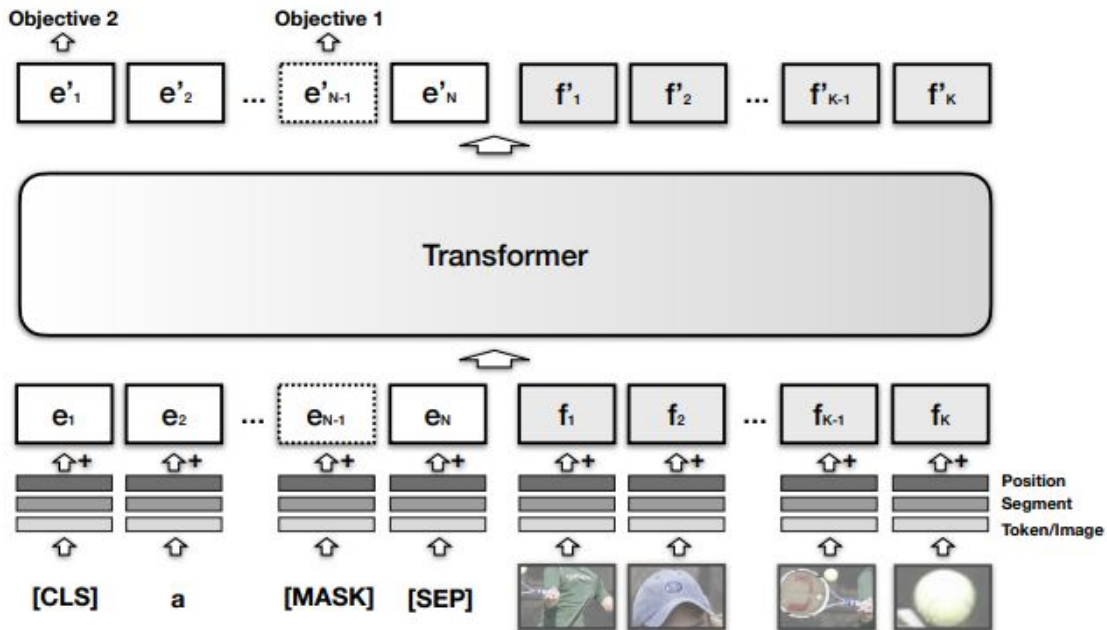 Objective 2 Objective 1
e'1 e'2 ... e'N-1 e'N f'1 f'2 ... f'K-1 f'K
Transformer
e1 e2 ... eN-1 eN f1 f2 ... fK-1 fK
+ + + + + + + +
Position
Segment
Token/Image
[CLS] a [MASK] [SEP]